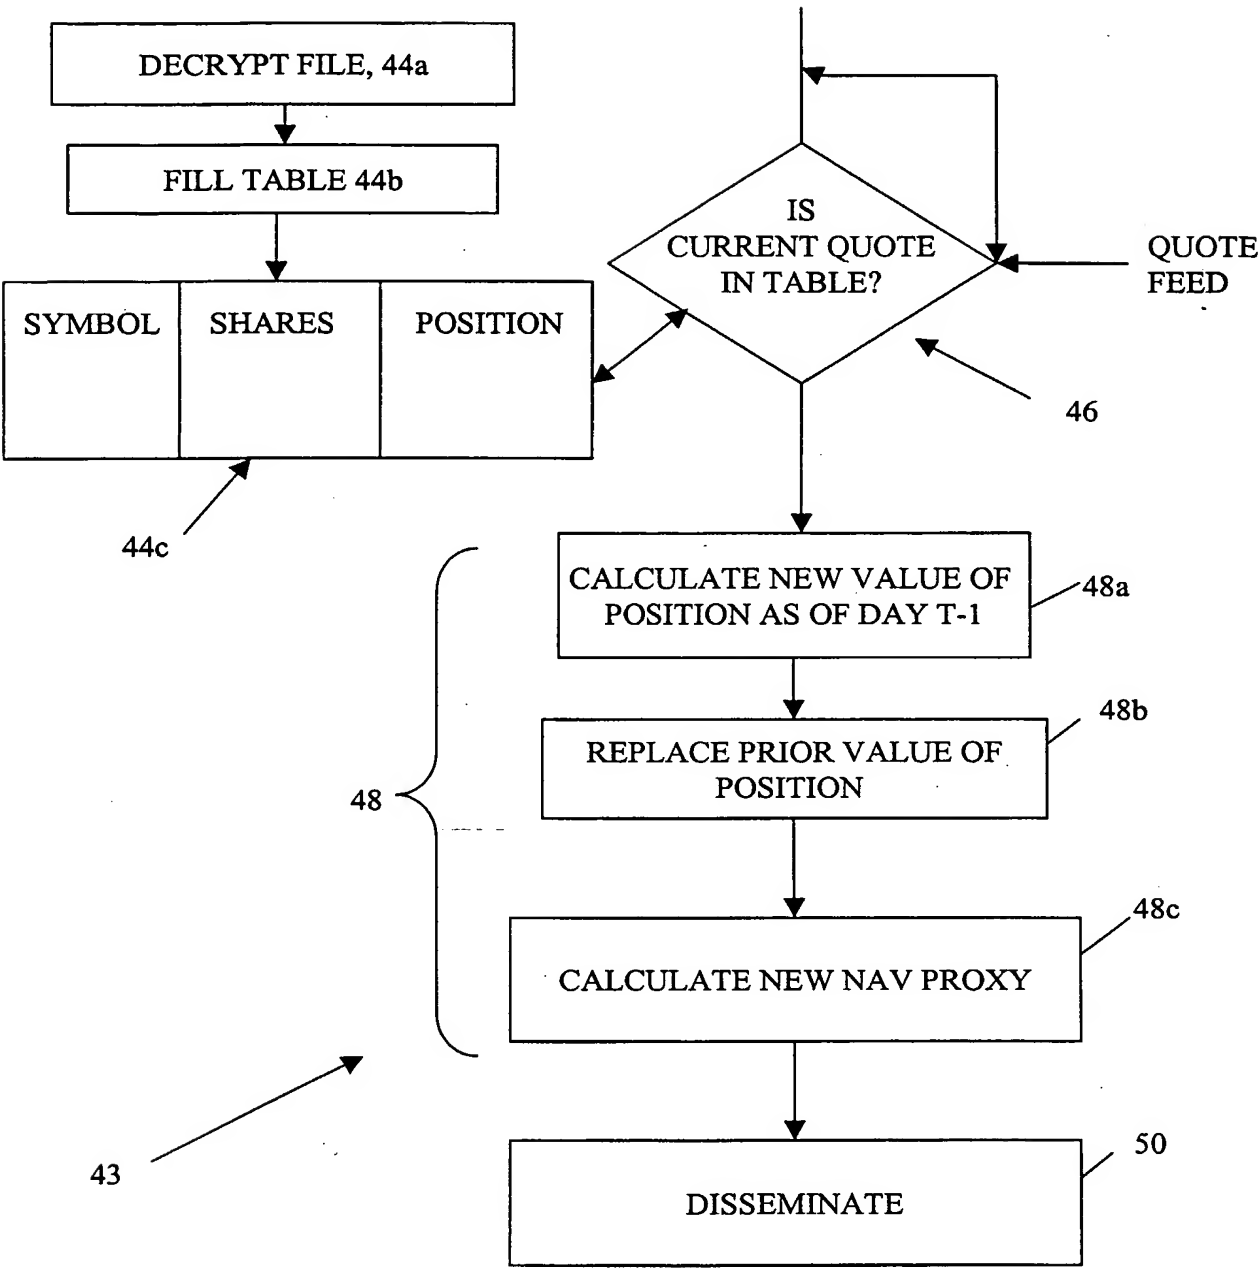 DECRYPT FILE, 44a
FILL TABLE 44b
SYMBOL
SHARES
POSITION
44c
IS
CURRENT QUOTE
IN TABLE?
QUOTE
FEED
46
CALCULATE NEW VALUE OF
POSITION AS OF DAY T-1
48a
REPLACE PRIOR VALUE OF
POSITION
48b
48
CALCULATE NEW NAV PROXY
48c
43
DISSEMINATE
50